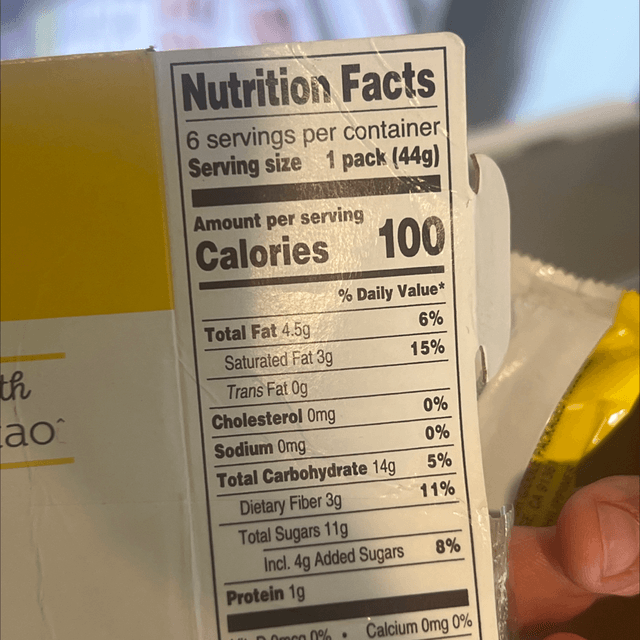 Nutrition Facts
6 servings per container
Serving size 1 pack (44g)
Amount per serving
Calories 100
% Daily Value*
Total Fat 4.5g 6%
Saturated Fat 3g 15%
Trans Fat 0g
Cholesterol 0mg 0%
Sodium 0mg 0%
Total Carbohydrate 14g 5%
Dietary Fiber 3g 11%
Total Sugars 11g
Incl. 4g Added Sugars 8%
Protein 1g
0% • Calcium 0mg 0%
th
cao^